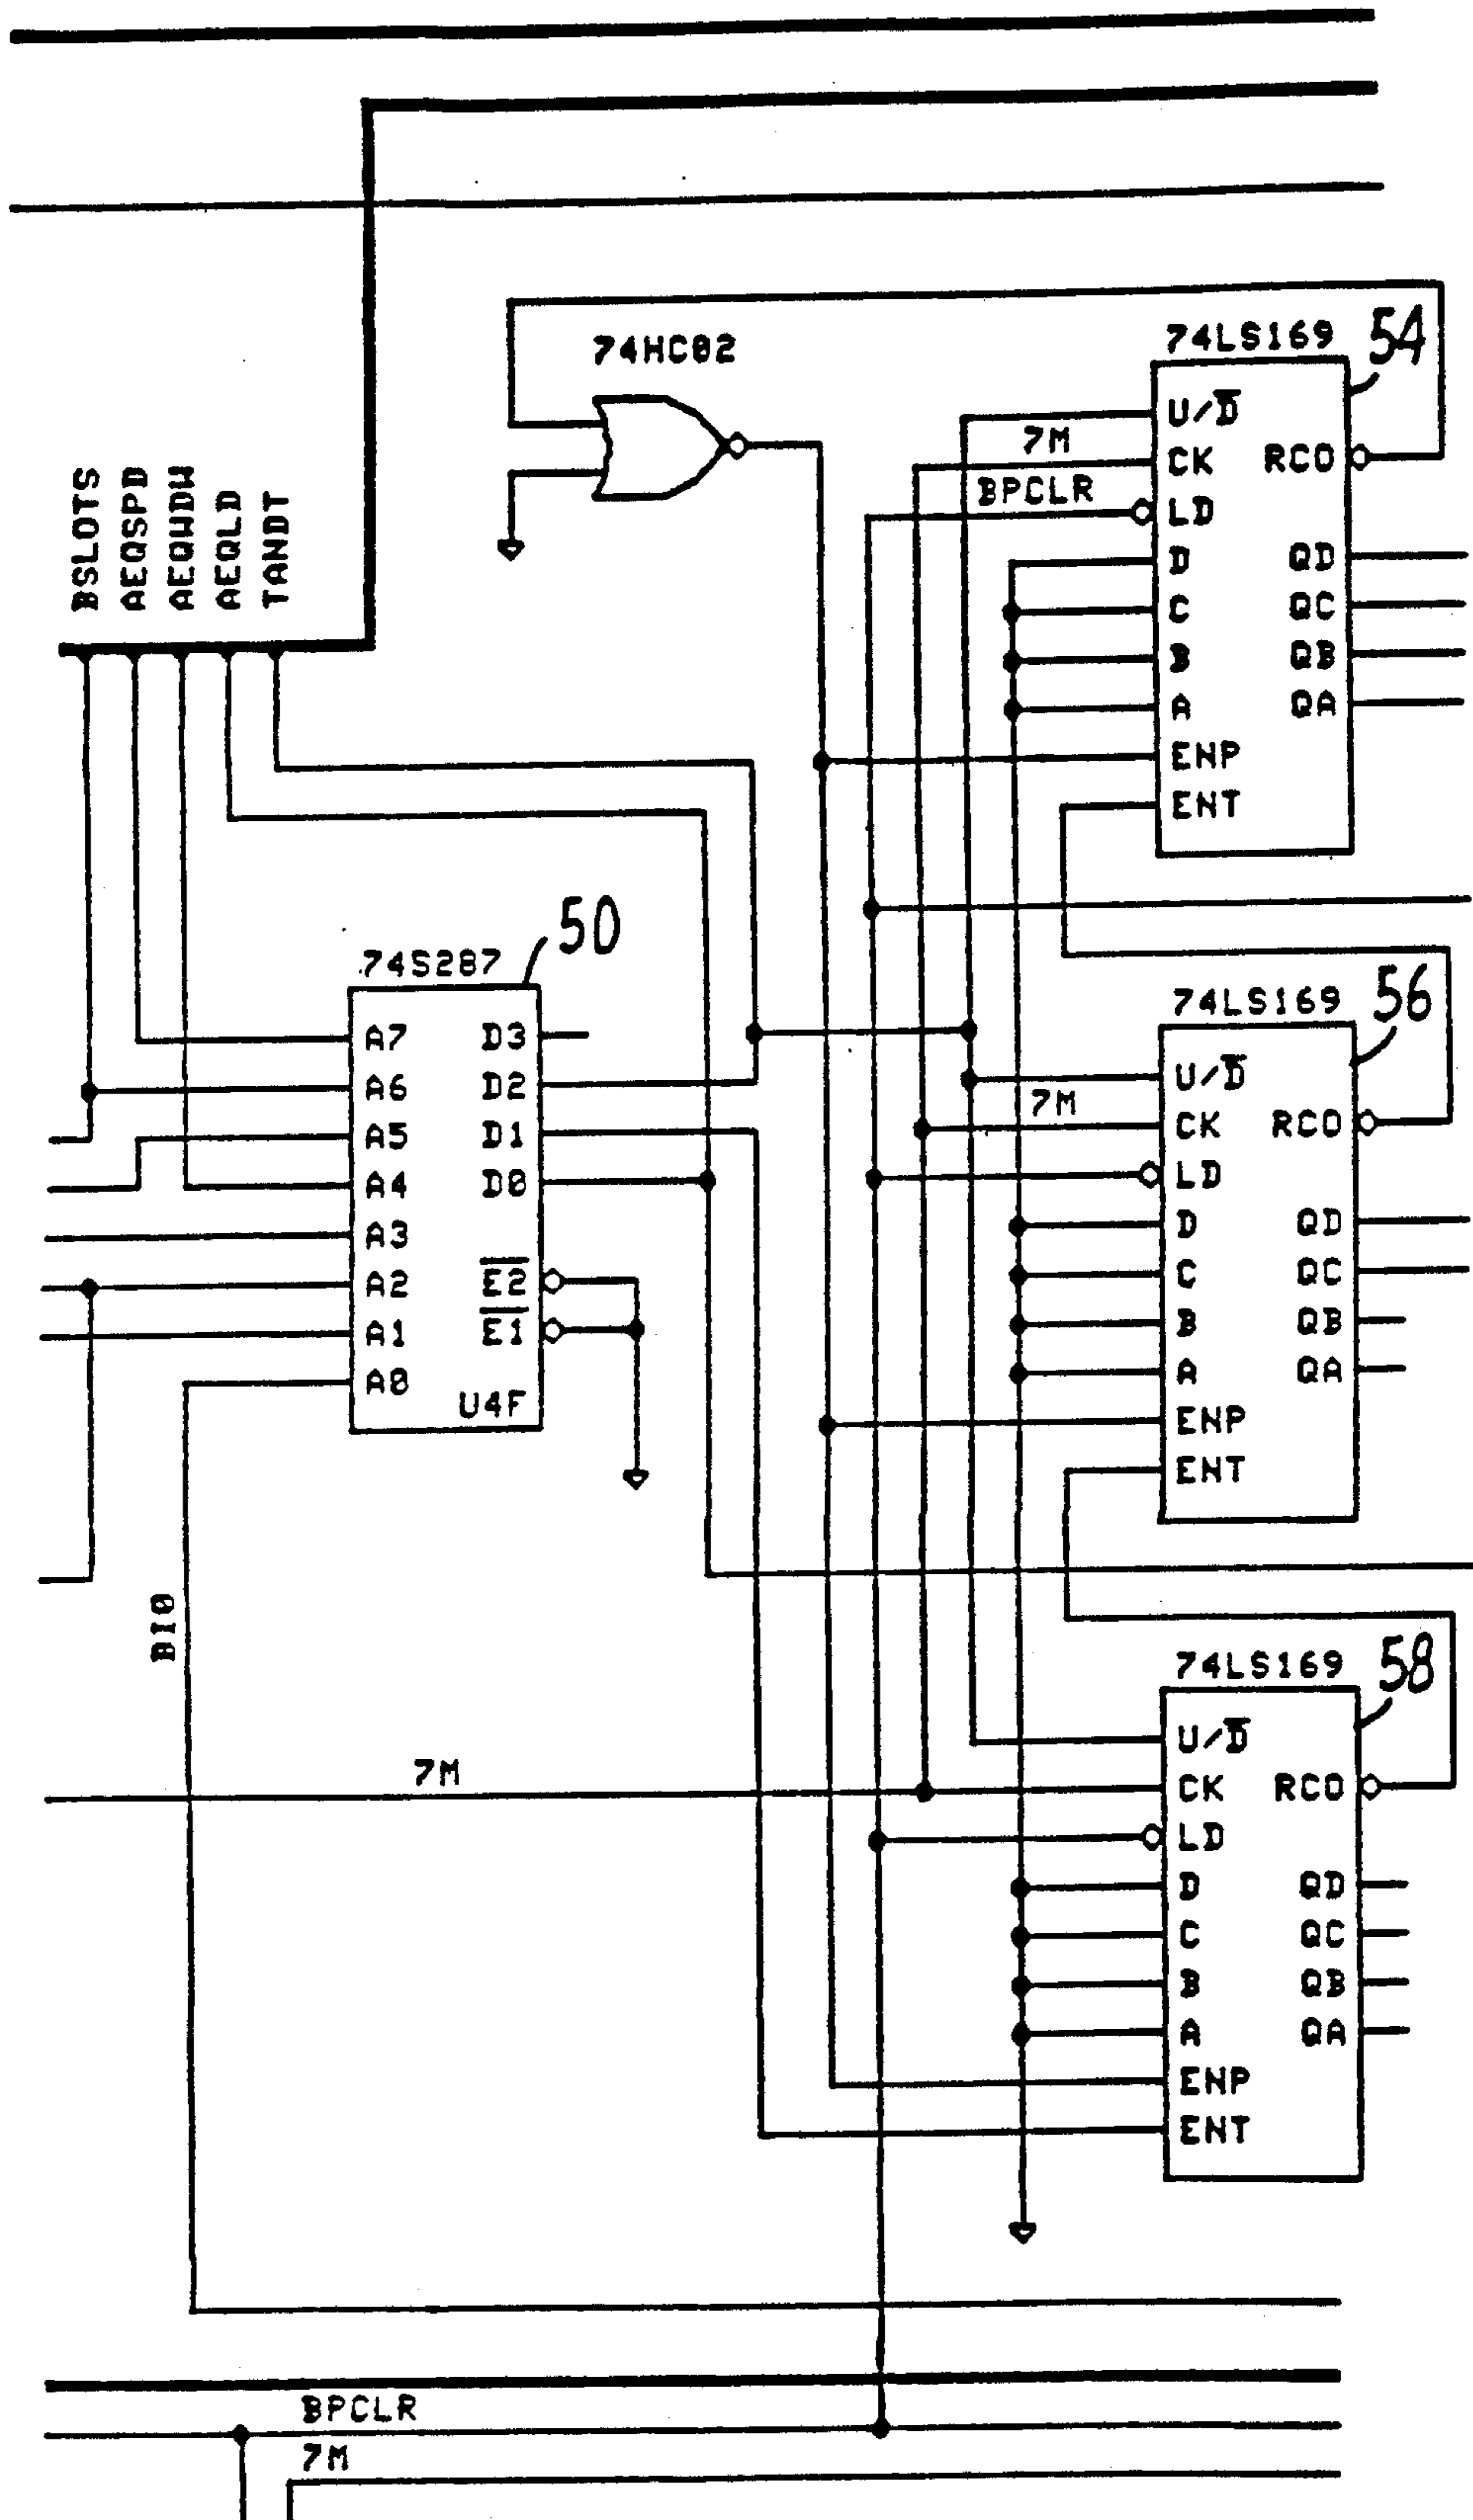 54
74LS169
74HC02
U/D̅
7M
CK RCO
BPCLR
LD
D QD
C QC
B QB
A QA
ENP
ENT
BSLOTS
AEQSPD
AEQWDW
AEQLD
TANDT
50
74S287
A7 D3
A6 D2
A5 D1
A4 D0
A3
A2 E2̅
A1 E1̅
A0
U4F
56
74LS169
U/D̅
7M
CK RCO
LD
D QD
C QC
B QB
A QA
ENP
ENT
BI0
58
74LS169
U/D̅
7M
CK RCO
LD
D QD
C QC
B QB
A QA
ENP
ENT
BPCLR
7M